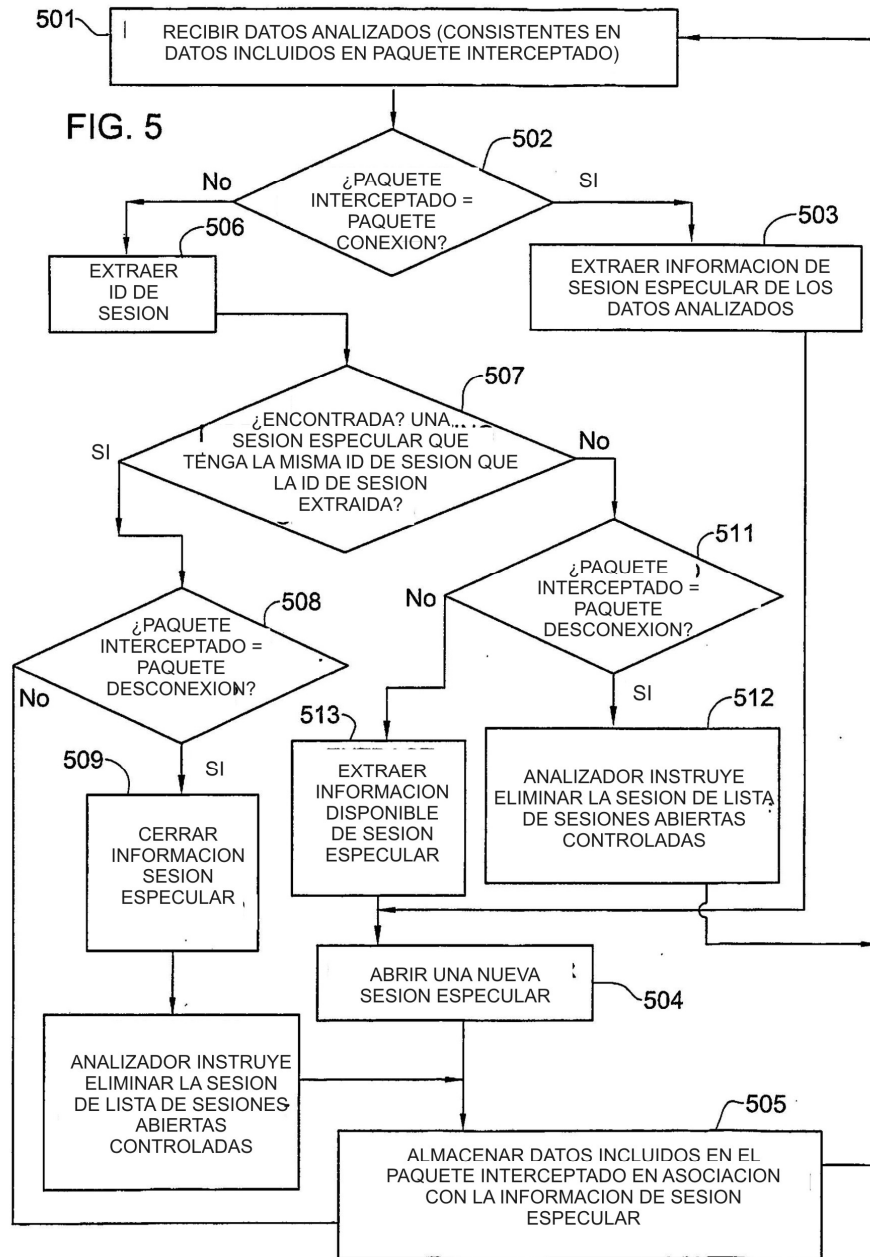 501
RECIBIR DATOS ANALIZADOS (CONSISTENTES EN
DATOS INCLUIDOS EN PAQUETE INTERCEPTADO)
FIG. 5
502
¿PAQUETE
INTERCEPTADO =
PAQUETE
CONEXION?
No
SI
506
EXTRAER
ID DE
SESION
503
EXTRAER INFORMACION DE
SESION ESPECULAR DE LOS
DATOS ANALIZADOS
507
¿ENCONTRADA? UNA
SESION ESPECULAR QUE
TENGA LA MISMA ID DE SESION QUE
LA ID DE SESION
EXTRAIDA?
SI
No
511
¿PAQUETE
INTERCEPTADO =
PAQUETE
DESCONEXION?
No
SI
508
¿PAQUETE
INTERCEPTADO =
PAQUETE
DESCONEXION?
No
SI
513
EXTRAER
INFORMACION
DISPONIBLE
DE SESION
ESPECULAR
512
ANALIZADOR INSTRUYE
ELIMINAR LA SESION DE LISTA
DE SESIONES ABIERTAS
CONTROLADAS
509
CERRAR
INFORMACION
SESION
ESPECULAR
ABRIR UNA NUEVA
SESION ESPECULAR
504
ANALIZADOR INSTRUYE
ELIMINAR LA SESION
DE LISTA DE SESIONES
ABIERTAS
CONTROLADAS
505
ALMACENAR DATOS INCLUIDOS EN EL
PAQUETE INTERCEPTADO EN ASOCIACION
CON LA INFORMACION DE SESION
ESPECULAR